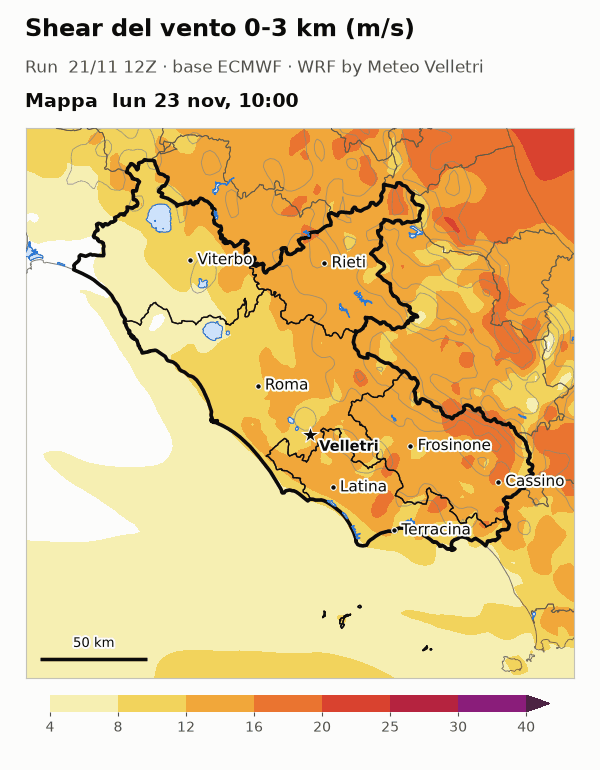 Shear del vento 0-3 km (m/s)
Run  21/11 12Z · base ECMWF · WRF by Meteo Velletri
Mappa  lun 23 nov, 10:00
Viterbo
Rieti
Roma
Velletri
Frosinone
Cassino
Latina
Terracina
50 km
4 8 12 16 20 25 30 40